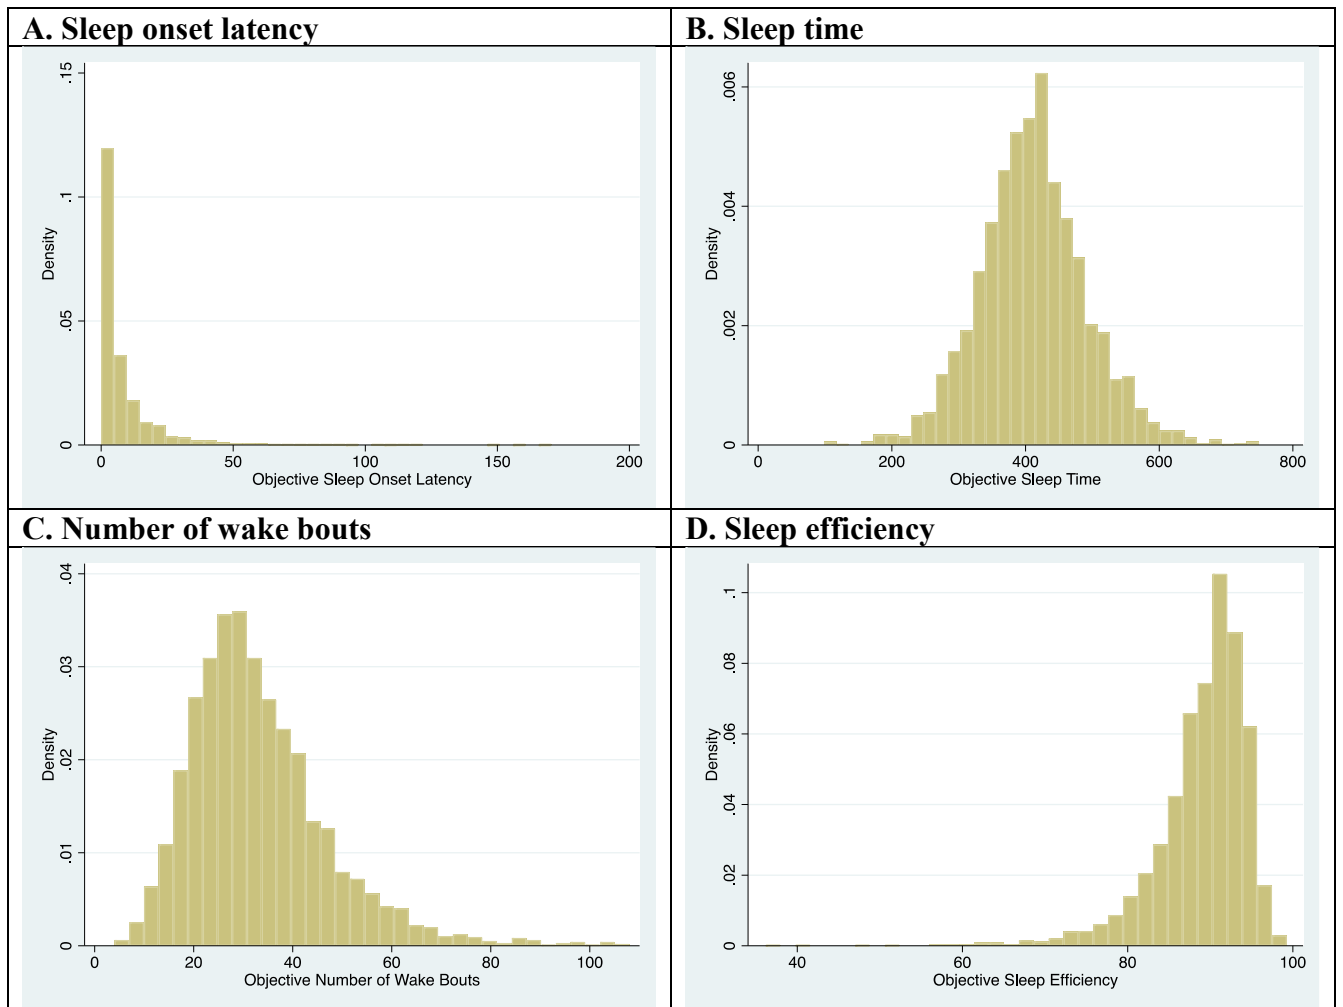 A. Sleep onset latency
.15
.1
.05
0
Density
0 50 100 150 200
Objective Sleep Onset Latency
B. Sleep time
.006
.004
.002
0
Density
0 200 400 600 800
Objective Sleep Time
C. Number of wake bouts
.04
.03
.02
.01
0
Density
0 20 40 60 80 100
Objective Number of Wake Bouts
D. Sleep efficiency
.1
.08
.06
.04
.02
0
Density
40 60 80 100
Objective Sleep Efficiency